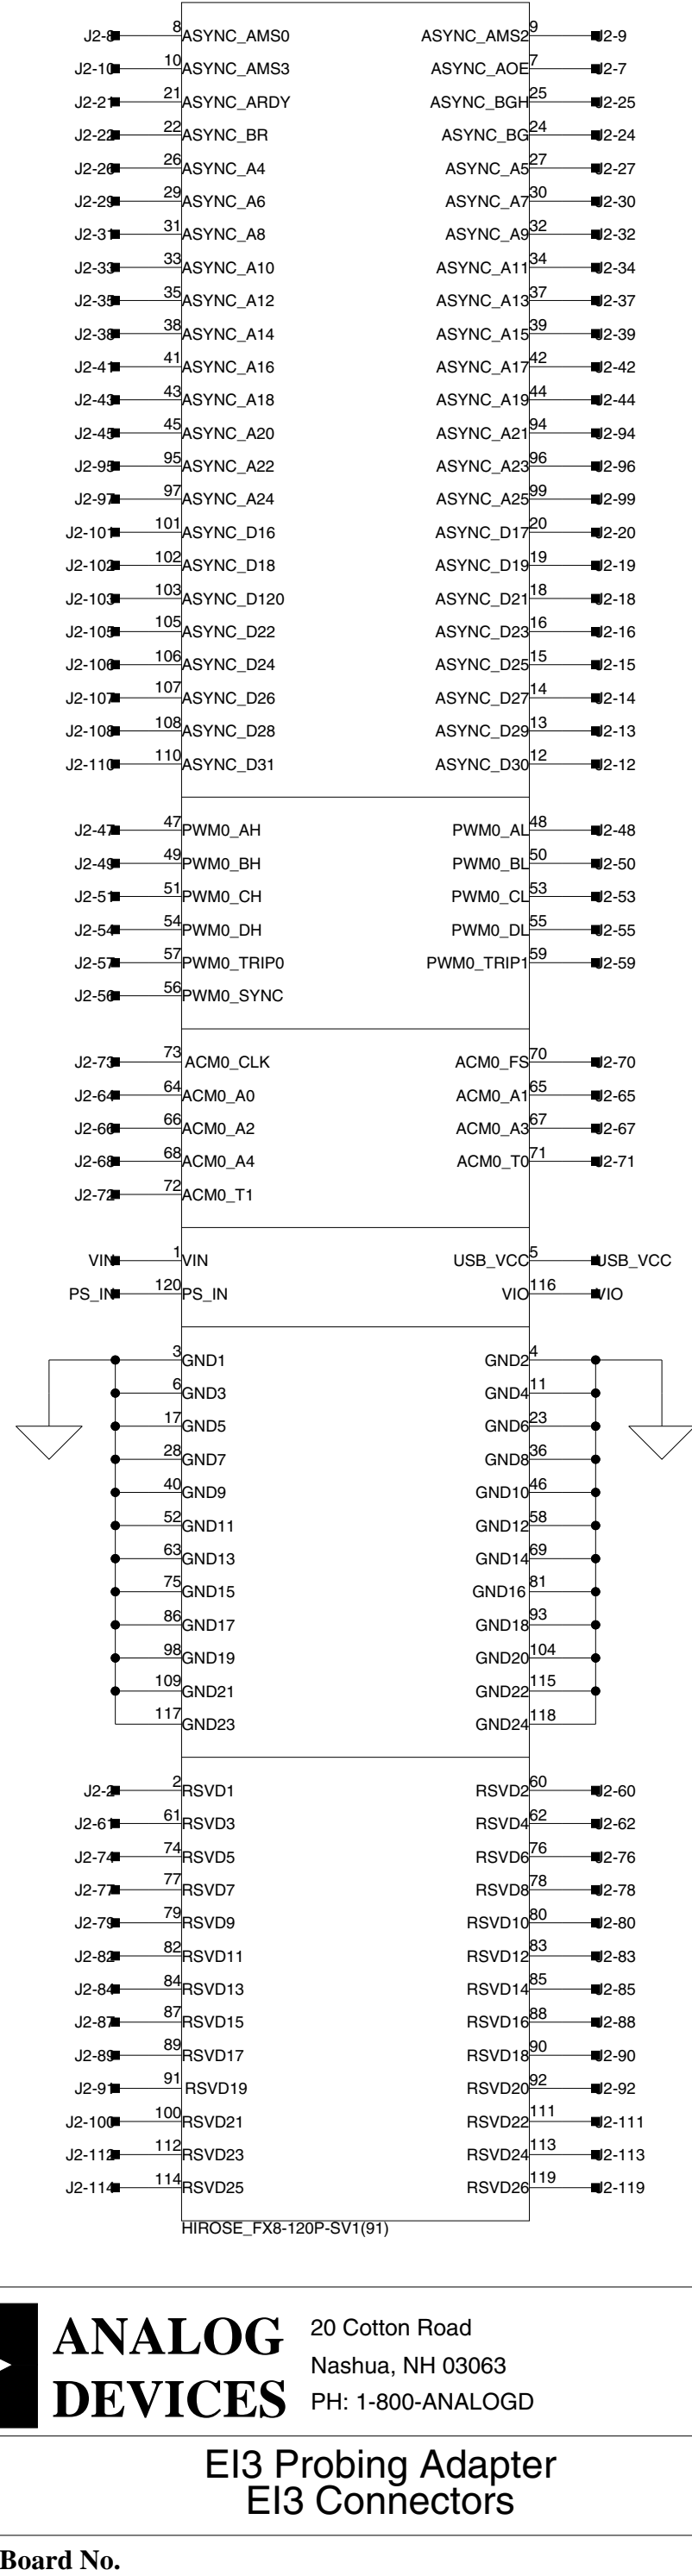 J2-8 8 ASYNC_AMS0 ASYNC_AMS2 9 J2-9
J2-10 10 ASYNC_AMS3 ASYNC_AOE 7 J2-7
J2-21 21 ASYNC_ARDY ASYNC_BGH 25 J2-25
J2-22 22 ASYNC_BR ASYNC_BG 24 J2-24
J2-26 26 ASYNC_A4 ASYNC_A5 27 J2-27
J2-29 29 ASYNC_A6 ASYNC_A7 30 J2-30
J2-31 31 ASYNC_A8 ASYNC_A9 32 J2-32
J2-33 33 ASYNC_A10 ASYNC_A11 34 J2-34
J2-35 35 ASYNC_A12 ASYNC_A13 37 J2-37
J2-38 38 ASYNC_A14 ASYNC_A15 39 J2-39
J2-41 41 ASYNC_A16 ASYNC_A17 42 J2-42
J2-43 43 ASYNC_A18 ASYNC_A19 44 J2-44
J2-45 45 ASYNC_A20 ASYNC_A21 94 J2-94
J2-95 95 ASYNC_A22 ASYNC_A23 96 J2-96
J2-97 97 ASYNC_A24 ASYNC_A25 99 J2-99
J2-101 101 ASYNC_D16 ASYNC_D17 20 J2-20
J2-102 102 ASYNC_D18 ASYNC_D19 19 J2-19
J2-103 103 ASYNC_D120 ASYNC_D21 18 J2-18
J2-105 105 ASYNC_D22 ASYNC_D23 16 J2-16
J2-106 106 ASYNC_D24 ASYNC_D25 15 J2-15
J2-107 107 ASYNC_D26 ASYNC_D27 14 J2-14
J2-108 108 ASYNC_D28 ASYNC_D29 13 J2-13
J2-110 110 ASYNC_D31 ASYNC_D30 12 J2-12
J2-47 47 PWM0_AH PWM0_AL 48 J2-48
J2-49 49 PWM0_BH PWM0_BL 50 J2-50
J2-51 51 PWM0_CH PWM0_CL 53 J2-53
J2-54 54 PWM0_DH PWM0_DL 55 J2-55
J2-57 57 PWM0_TRIP0 PWM0_TRIP1 59 J2-59
J2-56 56 PWM0_SYNC
J2-73 73 ACM0_CLK ACM0_FS 70 J2-70
J2-64 64 ACM0_A0 ACM0_A1 65 J2-65
J2-66 66 ACM0_A2 ACM0_A3 67 J2-67
J2-68 68 ACM0_A4 ACM0_T0 71 J2-71
J2-72 72 ACM0_T1
VIN 1 VIN USB_VCC 5 USB_VCC
PS_IN 120 PS_IN VIO 116 VIO
3 GND1 GND2 4
6 GND3 GND4 11
17 GND5 GND6 23
28 GND7 GND8 36
40 GND9 GND10 46
52 GND11 GND12 58
63 GND13 GND14 69
75 GND15 GND16 81
86 GND17 GND18 93
98 GND19 GND20 104
109 GND21 GND22 115
117 GND23 GND24 118
J2-2 2 RSVD1 RSVD2 60 J2-60
J2-61 61 RSVD3 RSVD4 62 J2-62
J2-74 74 RSVD5 RSVD6 76 J2-76
J2-77 77 RSVD7 RSVD8 78 J2-78
J2-79 79 RSVD9 RSVD10 80 J2-80
J2-82 82 RSVD11 RSVD12 83 J2-83
J2-84 84 RSVD13 RSVD14 85 J2-85
J2-87 87 RSVD15 RSVD16 88 J2-88
J2-89 89 RSVD17 RSVD18 90 J2-90
J2-91 91 RSVD19 RSVD20 92 J2-92
J2-100 100 RSVD21 RSVD22 111 J2-111
J2-112 112 RSVD23 RSVD24 113 J2-113
J2-114 114 RSVD25 RSVD26 119 J2-119
HIROSE_FX8-120P-SV1(91)
ANALOG
DEVICES
20 Cotton Road
Nashua, NH 03063
PH: 1-800-ANALOGD
EI3 Probing Adapter
EI3 Connectors
Board No.